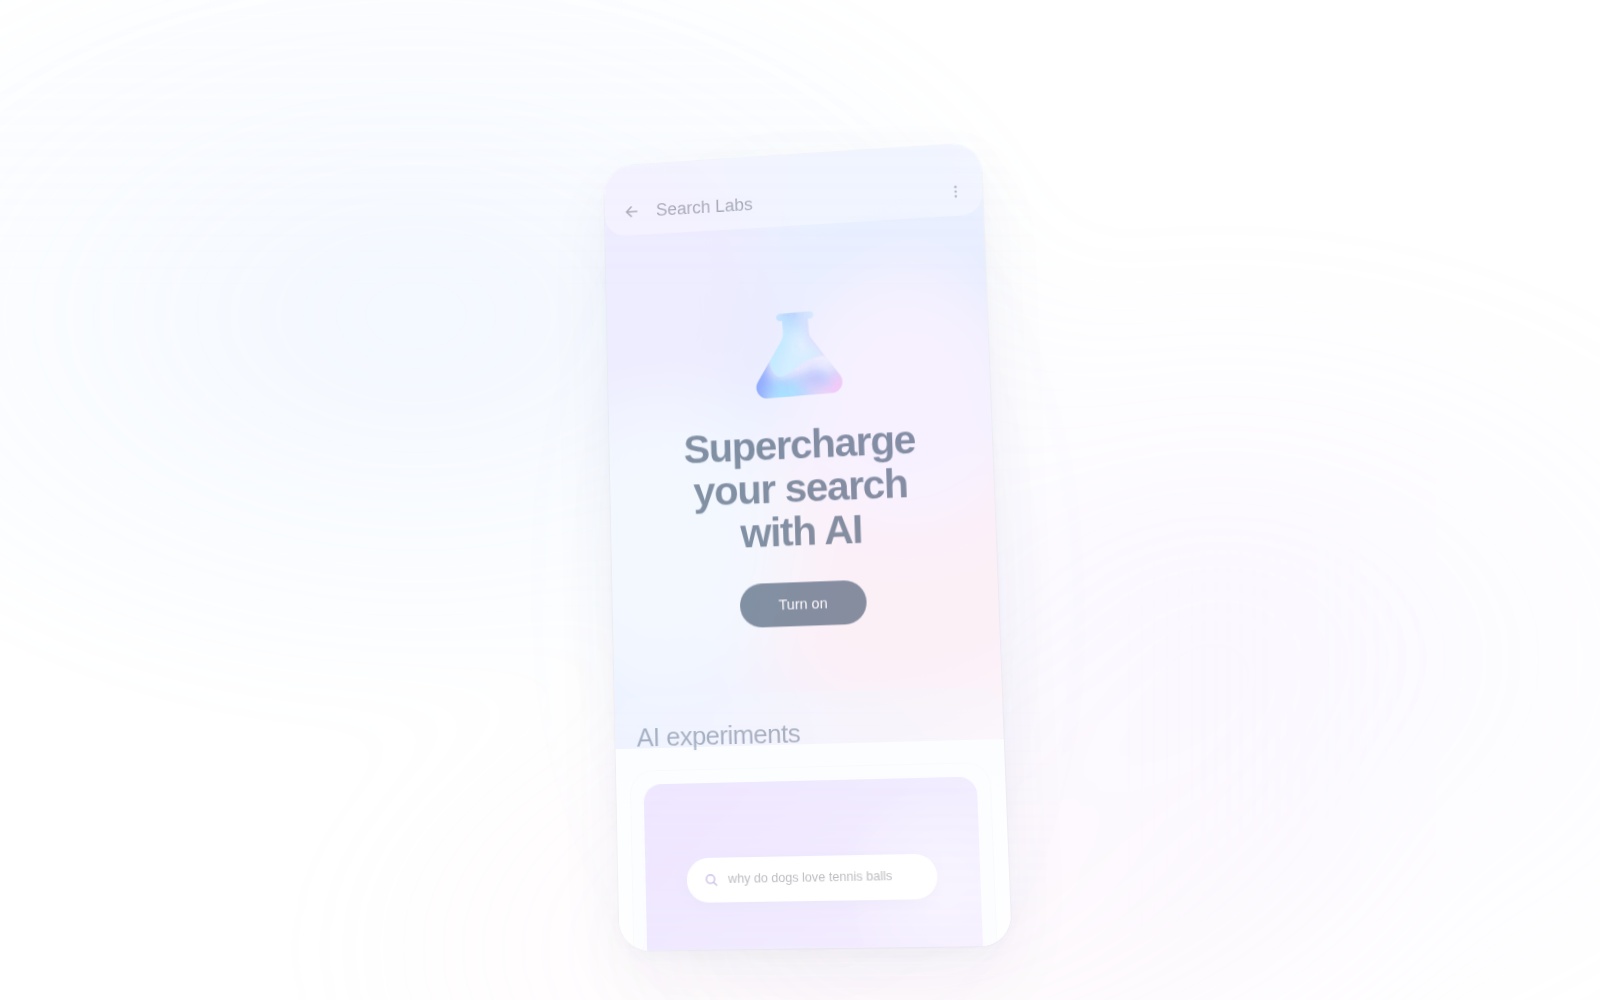 Search Labs
Supercharge
your search
with AI
Turn on
AI experiments
why do dogs love tennis balls